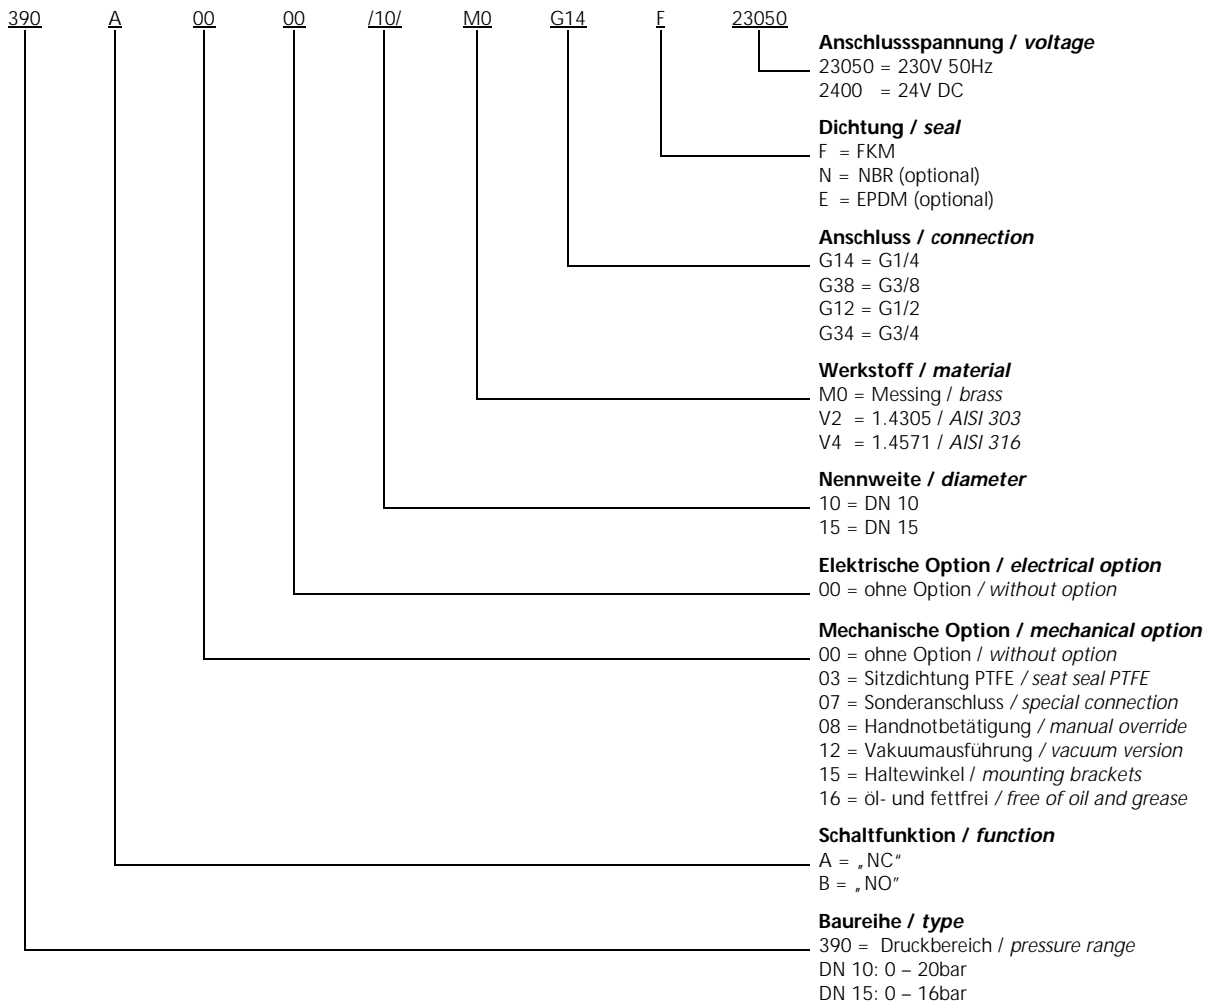 390 A 00 00 /10/ M0 G14 F 23050
Anschlussspannung / voltage
23050 = 230V 50Hz
2400 = 24V DC
Dichtung / seal
F = FKM
N = NBR (optional)
E = EPDM (optional)
Anschluss / connection
G14 = G1/4
G38 = G3/8
G12 = G1/2
G34 = G3/4
Werkstoff / material
M0 = Messing / brass
V2 = 1.4305 / AISI 303
V4 = 1.4571 / AISI 316
Nennweite / diameter
10 = DN 10
15 = DN 15
Elektrische Option / electrical option
00 = ohne Option / without option
Mechanische Option / mechanical option
00 = ohne Option / without option
03 = Sitzdichtung PTFE / seat seal PTFE
07 = Sonderanschluss / special connection
08 = Handnotbetätigung / manual override
12 = Vakuumausführung / vacuum version
15 = Haltewinkel / mounting brackets
16 = öl- und fettfrei / free of oil and grease
Schaltfunktion / function
A = „NC“
B = „NO”
Baureihe / type
390 = Druckbereich / pressure range
DN 10: 0 – 20bar
DN 15: 0 – 16bar